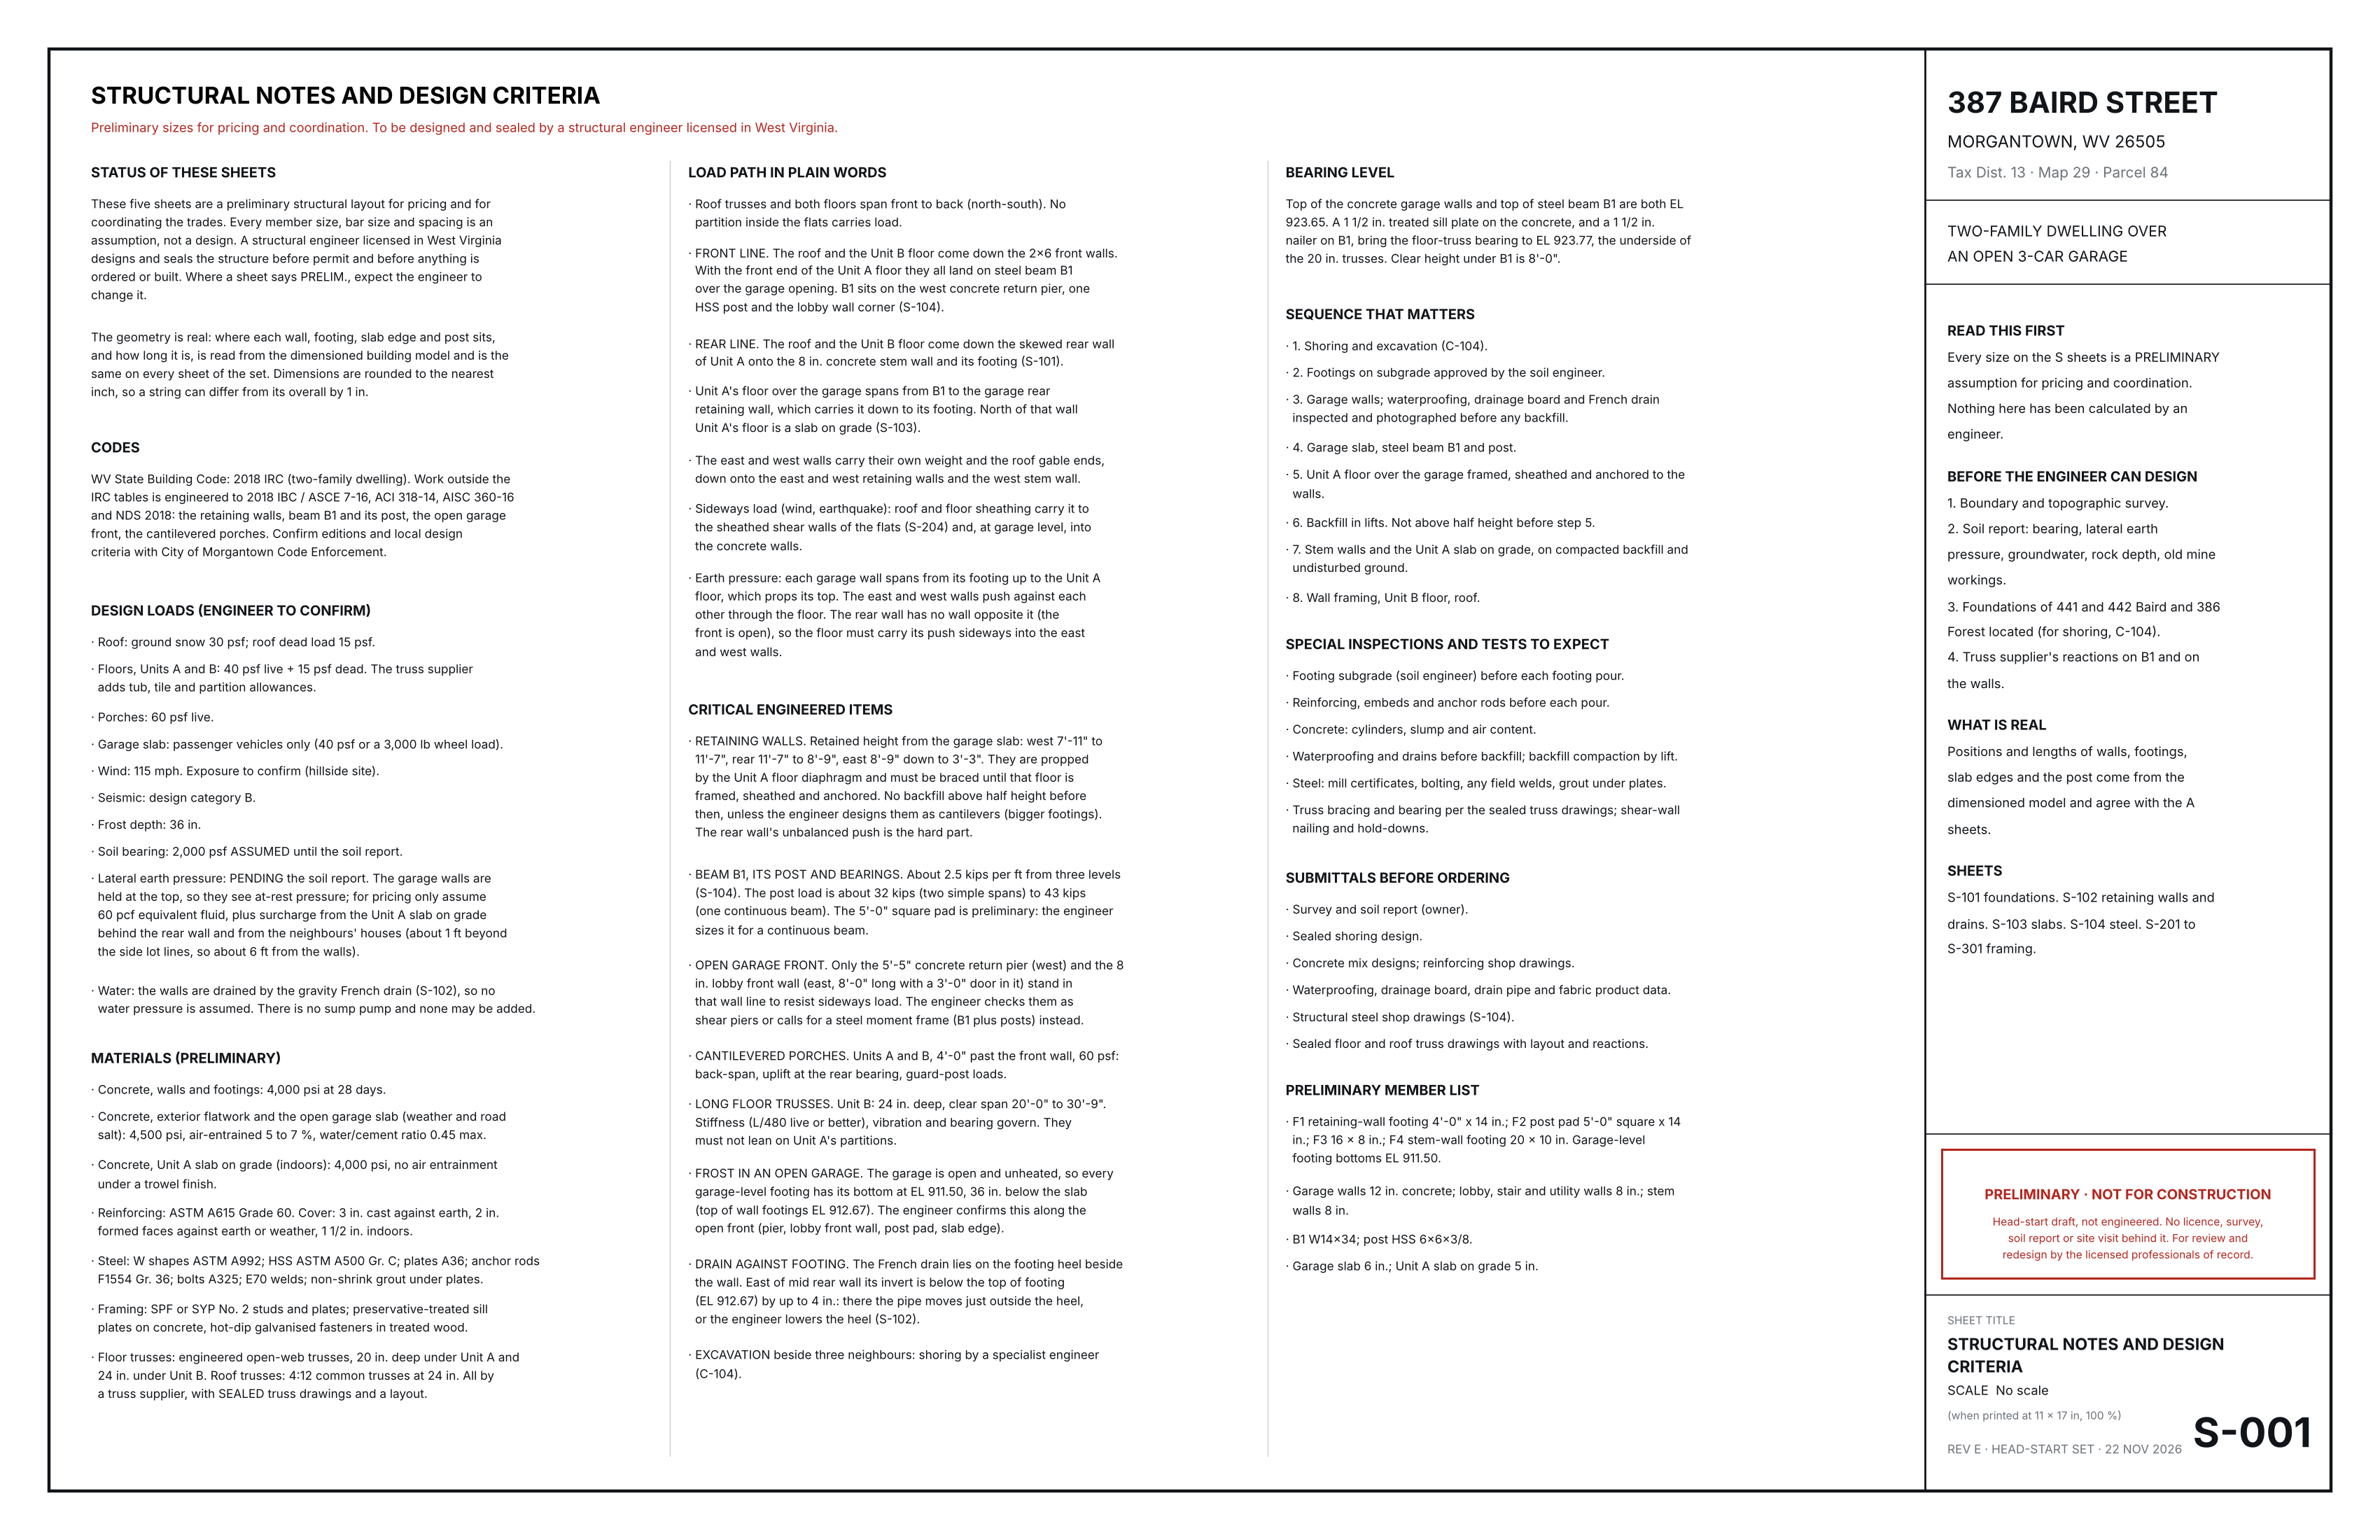 STRUCTURAL NOTES AND DESIGN CRITERIA
Preliminary sizes for pricing and coordination. To be designed and sealed by a structural engineer licensed in West Virginia.
STATUS OF THESE SHEETS
These five sheets are a preliminary structural layout for pricing and for
coordinating the trades. Every member size, bar size and spacing is an
assumption, not a design. A structural engineer licensed in West Virginia
designs and seals the structure before permit and before anything is
ordered or built. Where a sheet says PRELIM., expect the engineer to
change it.
The geometry is real: where each wall, footing, slab edge and post sits,
and how long it is, is read from the dimensioned building model and is the
same on every sheet of the set. Dimensions are rounded to the nearest
inch, so a string can differ from its overall by 1 in.
CODES
WV State Building Code: 2018 IRC (two-family dwelling). Work outside the
IRC tables is engineered to 2018 IBC / ASCE 7-16, ACI 318-14, AISC 360-16
and NDS 2018: the retaining walls, beam B1 and its post, the open garage
front, the cantilevered porches. Confirm editions and local design
criteria with City of Morgantown Code Enforcement.
DESIGN LOADS (ENGINEER TO CONFIRM)
· Roof: ground snow 30 psf; roof dead load 15 psf.
· Floors, Units A and B: 40 psf live + 15 psf dead. The truss supplier
adds tub, tile and partition allowances.
· Porches: 60 psf live.
· Garage slab: passenger vehicles only (40 psf or a 3,000 lb wheel load).
· Wind: 115 mph. Exposure to confirm (hillside site).
· Seismic: design category B.
· Frost depth: 36 in.
· Soil bearing: 2,000 psf ASSUMED until the soil report.
· Lateral earth pressure: PENDING the soil report. The garage walls are
held at the top, so they see at-rest pressure; for pricing only assume
60 pcf equivalent fluid, plus surcharge from the Unit A slab on grade
behind the rear wall and from the neighbours' houses (about 1 ft beyond
the side lot lines, so about 6 ft from the walls).
· Water: the walls are drained by the gravity French drain (S-102), so no
water pressure is assumed. There is no sump pump and none may be added.
MATERIALS (PRELIMINARY)
· Concrete, walls and footings: 4,000 psi at 28 days.
· Concrete, exterior flatwork and the open garage slab (weather and road
salt): 4,500 psi, air-entrained 5 to 7 %, water/cement ratio 0.45 max.
· Concrete, Unit A slab on grade (indoors): 4,000 psi, no air entrainment
under a trowel finish.
· Reinforcing: ASTM A615 Grade 60. Cover: 3 in. cast against earth, 2 in.
formed faces against earth or weather, 1 1/2 in. indoors.
· Steel: W shapes ASTM A992; HSS ASTM A500 Gr. C; plates A36; anchor rods
F1554 Gr. 36; bolts A325; E70 welds; non-shrink grout under plates.
· Framing: SPF or SYP No. 2 studs and plates; preservative-treated sill
plates on concrete, hot-dip galvanised fasteners in treated wood.
· Floor trusses: engineered open-web trusses, 20 in. deep under Unit A and
24 in. under Unit B. Roof trusses: 4:12 common trusses at 24 in. All by
a truss supplier, with SEALED truss drawings and a layout.
LOAD PATH IN PLAIN WORDS
· Roof trusses and both floors span front to back (north-south). No
partition inside the flats carries load.
· FRONT LINE. The roof and the Unit B floor come down the 2×6 front walls.
With the front end of the Unit A floor they all land on steel beam B1
over the garage opening. B1 sits on the west concrete return pier, one
HSS post and the lobby wall corner (S-104).
· REAR LINE. The roof and the Unit B floor come down the skewed rear wall
of Unit A onto the 8 in. concrete stem wall and its footing (S-101).
· Unit A's floor over the garage spans from B1 to the garage rear
retaining wall, which carries it down to its footing. North of that wall
Unit A's floor is a slab on grade (S-103).
· The east and west walls carry their own weight and the roof gable ends,
down onto the east and west retaining walls and the west stem wall.
· Sideways load (wind, earthquake): roof and floor sheathing carry it to
the sheathed shear walls of the flats (S-204) and, at garage level, into
the concrete walls.
· Earth pressure: each garage wall spans from its footing up to the Unit A
floor, which props its top. The east and west walls push against each
other through the floor. The rear wall has no wall opposite it (the
front is open), so the floor must carry its push sideways into the east
and west walls.
CRITICAL ENGINEERED ITEMS
· RETAINING WALLS. Retained height from the garage slab: west 7'-11" to
11'-7", rear 11'-7" to 8'-9", east 8'-9" down to 3'-3". They are propped
by the Unit A floor diaphragm and must be braced until that floor is
framed, sheathed and anchored. No backfill above half height before
then, unless the engineer designs them as cantilevers (bigger footings).
The rear wall's unbalanced push is the hard part.
· BEAM B1, ITS POST AND BEARINGS. About 2.5 kips per ft from three levels
(S-104). The post load is about 32 kips (two simple spans) to 43 kips
(one continuous beam). The 5'-0" square pad is preliminary: the engineer
sizes it for a continuous beam.
· OPEN GARAGE FRONT. Only the 5'-5" concrete return pier (west) and the 8
in. lobby front wall (east, 8'-0" long with a 3'-0" door in it) stand in
that wall line to resist sideways load. The engineer checks them as
shear piers or calls for a steel moment frame (B1 plus posts) instead.
· CANTILEVERED PORCHES. Units A and B, 4'-0" past the front wall, 60 psf:
back-span, uplift at the rear bearing, guard-post loads.
· LONG FLOOR TRUSSES. Unit B: 24 in. deep, clear span 20'-0" to 30'-9".
Stiffness (L/480 live or better), vibration and bearing govern. They
must not lean on Unit A's partitions.
· FROST IN AN OPEN GARAGE. The garage is open and unheated, so every
garage-level footing has its bottom at EL 911.50, 36 in. below the slab
(top of wall footings EL 912.67). The engineer confirms this along the
open front (pier, lobby front wall, post pad, slab edge).
· DRAIN AGAINST FOOTING. The French drain lies on the footing heel beside
the wall. East of mid rear wall its invert is below the top of footing
(EL 912.67) by up to 4 in.: there the pipe moves just outside the heel,
or the engineer lowers the heel (S-102).
· EXCAVATION beside three neighbours: shoring by a specialist engineer
(C-104).
BEARING LEVEL
Top of the concrete garage walls and top of steel beam B1 are both EL
923.65. A 1 1/2 in. treated sill plate on the concrete, and a 1 1/2 in.
nailer on B1, bring the floor-truss bearing to EL 923.77, the underside of
the 20 in. trusses. Clear height under B1 is 8'-0".
SEQUENCE THAT MATTERS
· 1. Shoring and excavation (C-104).
· 2. Footings on subgrade approved by the soil engineer.
· 3. Garage walls; waterproofing, drainage board and French drain
inspected and photographed before any backfill.
· 4. Garage slab, steel beam B1 and post.
· 5. Unit A floor over the garage framed, sheathed and anchored to the
walls.
· 6. Backfill in lifts. Not above half height before step 5.
· 7. Stem walls and the Unit A slab on grade, on compacted backfill and
undisturbed ground.
· 8. Wall framing, Unit B floor, roof.
SPECIAL INSPECTIONS AND TESTS TO EXPECT
· Footing subgrade (soil engineer) before each footing pour.
· Reinforcing, embeds and anchor rods before each pour.
· Concrete: cylinders, slump and air content.
· Waterproofing and drains before backfill; backfill compaction by lift.
· Steel: mill certificates, bolting, any field welds, grout under plates.
· Truss bracing and bearing per the sealed truss drawings; shear-wall
nailing and hold-downs.
SUBMITTALS BEFORE ORDERING
· Survey and soil report (owner).
· Sealed shoring design.
· Concrete mix designs; reinforcing shop drawings.
· Waterproofing, drainage board, drain pipe and fabric product data.
· Structural steel shop drawings (S-104).
· Sealed floor and roof truss drawings with layout and reactions.
PRELIMINARY MEMBER LIST
· F1 retaining-wall footing 4'-0" x 14 in.; F2 post pad 5'-0" square x 14
in.; F3 16 × 8 in.; F4 stem-wall footing 20 × 10 in. Garage-level
footing bottoms EL 911.50.
· Garage walls 12 in. concrete; lobby, stair and utility walls 8 in.; stem
walls 8 in.
· B1 W14×34; post HSS 6×6×3/8.
· Garage slab 6 in.; Unit A slab on grade 5 in.
387 BAIRD STREET
MORGANTOWN, WV 26505
Tax Dist. 13 · Map 29 · Parcel 84
TWO-FAMILY DWELLING OVER
AN OPEN 3-CAR GARAGE
READ THIS FIRST
Every size on the S sheets is a PRELIMINARY
assumption for pricing and coordination.
Nothing here has been calculated by an
engineer.
BEFORE THE ENGINEER CAN DESIGN
1. Boundary and topographic survey.
2. Soil report: bearing, lateral earth
pressure, groundwater, rock depth, old mine
workings.
3. Foundations of 441 and 442 Baird and 386
Forest located (for shoring, C-104).
4. Truss supplier's reactions on B1 and on
the walls.
WHAT IS REAL
Positions and lengths of walls, footings,
slab edges and the post come from the
dimensioned model and agree with the A
sheets.
SHEETS
S-101 foundations. S-102 retaining walls and
drains. S-103 slabs. S-104 steel. S-201 to
S-301 framing.
PRELIMINARY · NOT FOR CONSTRUCTION
Head-start draft, not engineered. No licence, survey,
soil report or site visit behind it. For review and
redesign by the licensed professionals of record.
SHEET TITLE
STRUCTURAL NOTES AND DESIGN
CRITERIA
SCALE No scale
(when printed at 11 × 17 in, 100 %)
REV E · HEAD-START SET · 22 NOV 2026
S-001